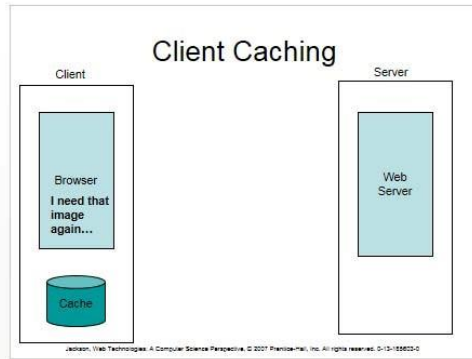 Client Caching
Client
Server
Browser
I need that
image
again…
Web
Server
Cache
Jackson, Web Technologies: A Computer Science Perspective, © 2007 Prentice-Hall, Inc. All rights reserved. 0-13-185603-0